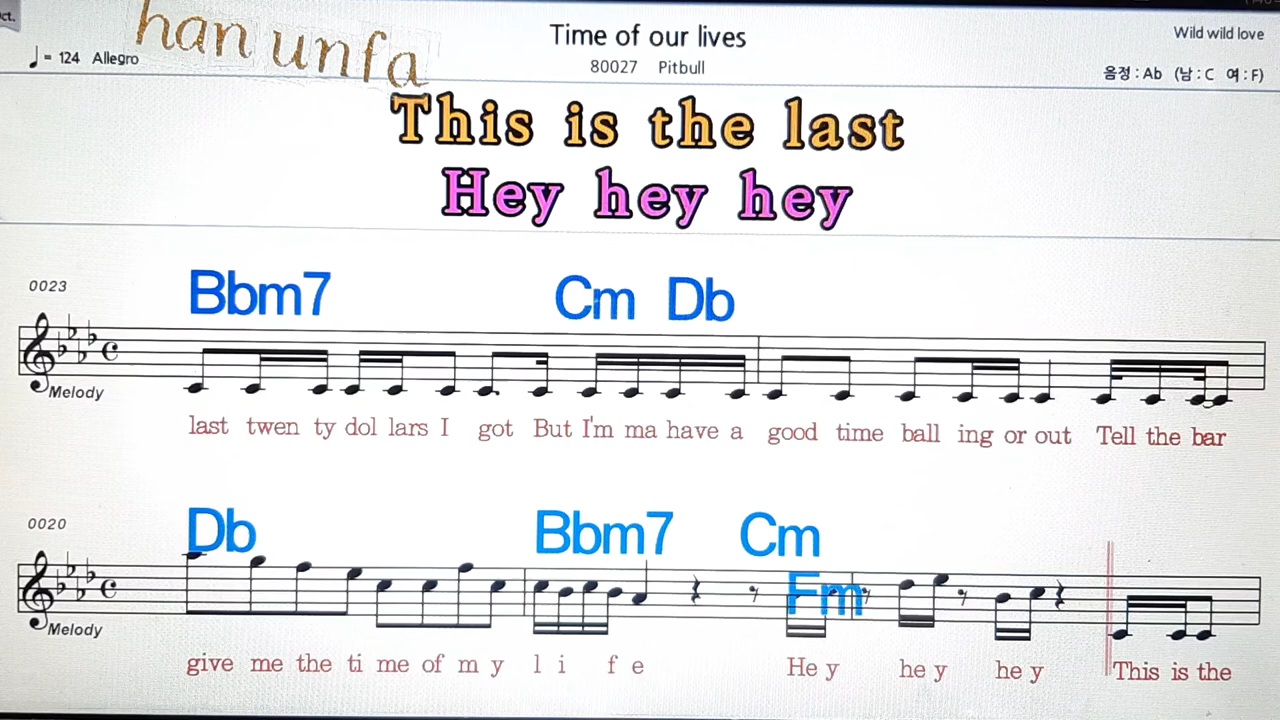 ct.
han unfa
♩= 124 Allegro
Time of our lives
80027 Pitbull
Wild wild love
음정 : Ab (남 : C 여 : F)
This is the last
Hey hey hey
0023
Bbm7 Cm Db
Melody
last twen ty dol lars I got But I'm ma have a good time ball ing or out Tell the bar
0020
Db Bbm7 Cm Fm
Melody
give me the ti me of m y l i f e He y he y he y This is the